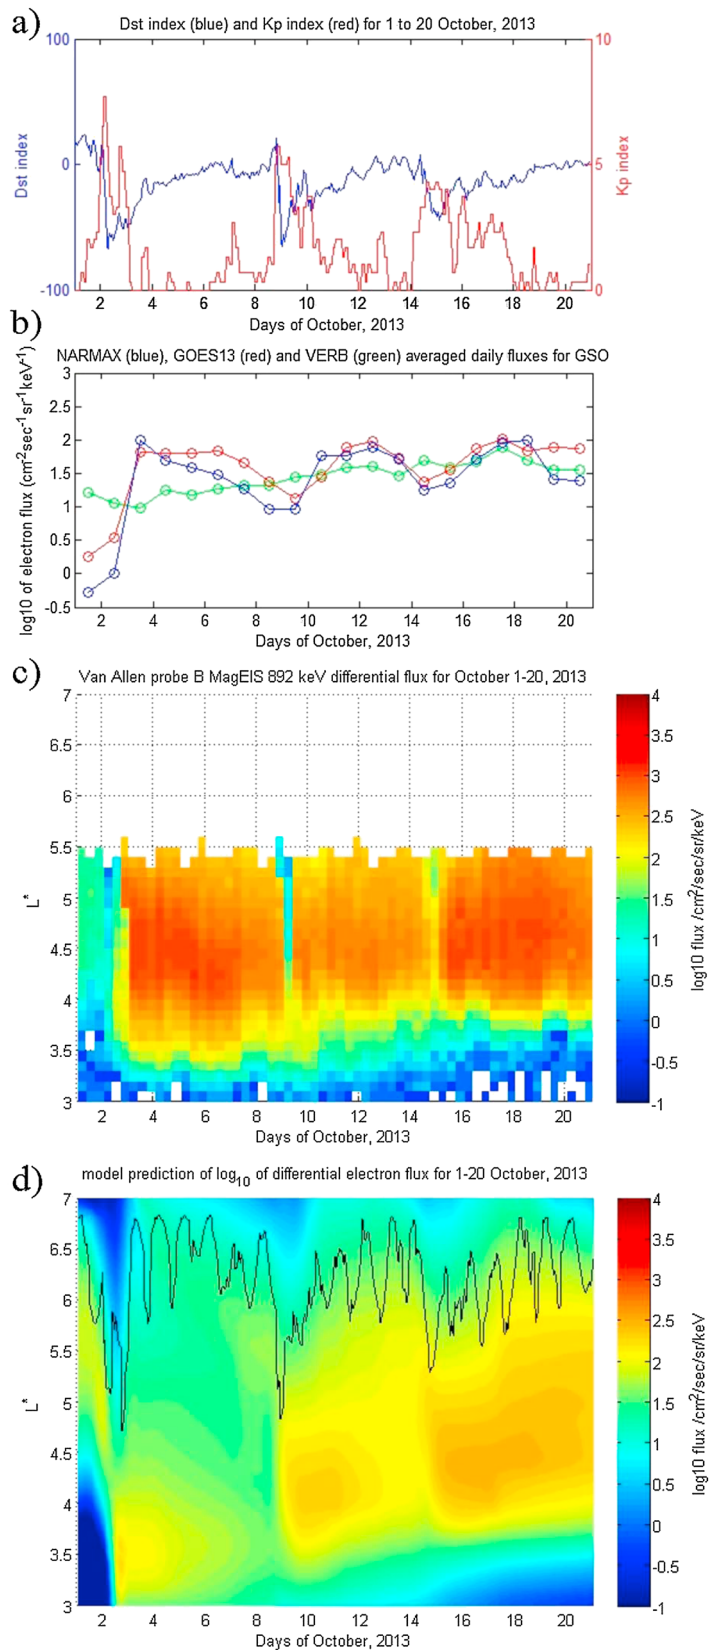 a)
Dst index (blue) and Kp index (red) for 1 to 20 October, 2013
100
0
-100
Dst index
10
5
0
Kp index
2 4 6 8 10 12 14 16 18 20
Days of October, 2013
b)
NARMAX (blue), GOES13 (red) and VERB (green) averaged daily fluxes for GSO
log10 of electron flux (cm-2sec-1sr-1keV-1)
3
2.5
2
1.5
1
0.5
0
-0.5
2 4 6 8 10 12 14 16 18 20
Days of October, 2013
c)
Van Allen probe B MagEIS 892 keV differential flux for October 1-20, 2013
L*
7
6.5
6
5.5
5
4.5
4
3.5
3
2 4 6 8 10 12 14 16 18 20
Days of October, 2013
4
3.5
3
2.5
2
1.5
1
0.5
0
-0.5
-1
log10 flux /cm2/sec/sr/keV
d)
model prediction of log10 of differential electron flux for 1-20 October, 2013
L*
7
6.5
6
5.5
5
4.5
4
3.5
3
2 4 6 8 10 12 14 16 18 20
Days of October, 2013
4
3.5
3
2.5
2
1.5
1
0.5
0
-0.5
-1
log10 flux /cm2/sec/sr/keV